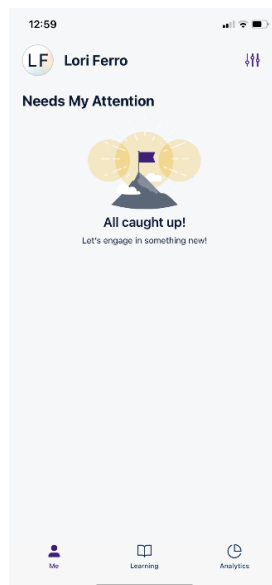 12:59
LF Lori Ferro
Needs My Attention
All caught up!
Let's engage in something new!
Me Learning Analytics